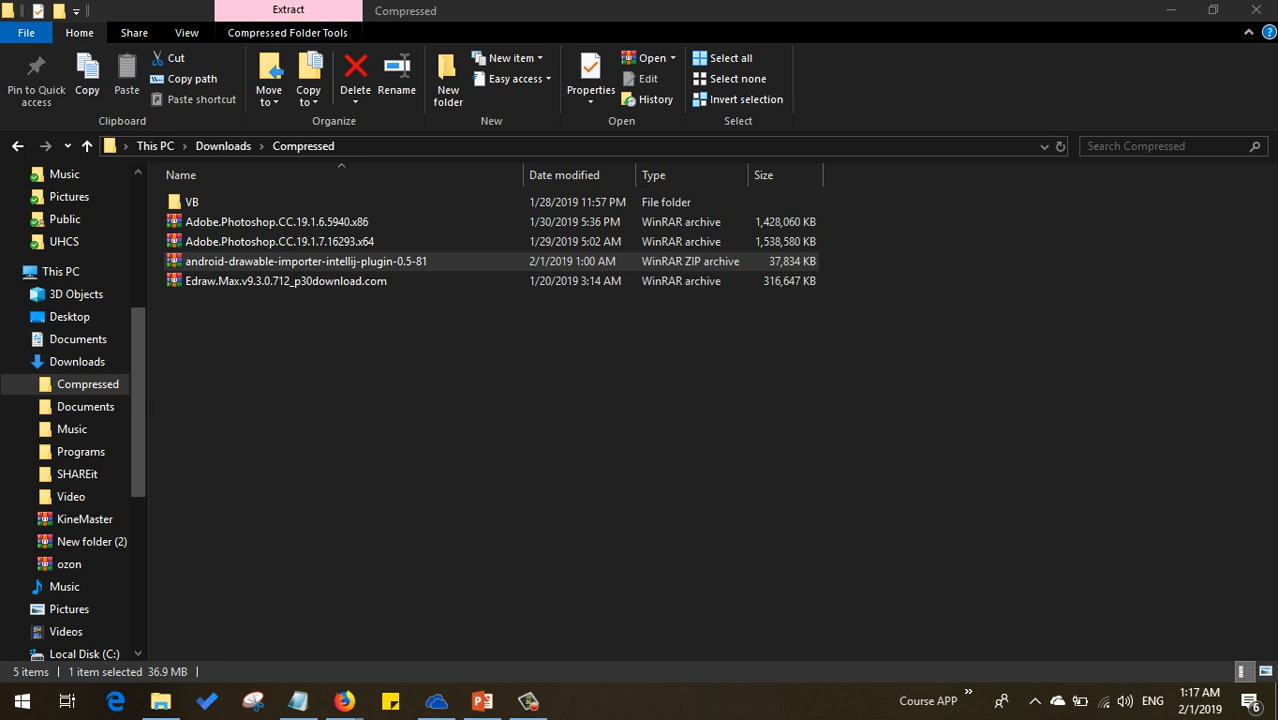 Extract
Compressed
File
Home
Share
View
Compressed Folder Tools
Pin to Quick access
Copy
Paste
Cut
Copy path
Paste shortcut
Clipboard
Move to
Copy to
Delete
Rename
Organize
New folder
New item
Easy access
New
Properties
Open
Edit
History
Open
Select all
Select none
Invert selection
Select
This PC > Downloads > Compressed
Search Compressed
Name Date modified Type Size
VB 1/28/2019 11:57 PM File folder
Adobe.Photoshop.CC.19.1.6.5940.x86 1/30/2019 5:36 PM WinRAR archive 1,428,060 KB
Adobe.Photoshop.CC.19.1.7.16293.x64 1/29/2019 5:02 AM WinRAR archive 1,538,580 KB
android-drawable-importer-intellij-plugin-0.5-81 2/1/2019 1:00 AM WinRAR ZIP archive 37,834 KB
Edraw.Max.v9.3.0.712_p30download.com 1/20/2019 3:14 AM WinRAR archive 316,647 KB
Music
Pictures
Public
UHCS
This PC
3D Objects
Desktop
Documents
Downloads
Compressed
Documents
Music
Programs
SHAREit
Video
KineMaster
New folder (2)
ozon
Music
Pictures
Videos
Local Disk (C:)
5 items 1 item selected 36.9 MB
Course APP
ENG
1:17 AM
2/1/2019
6